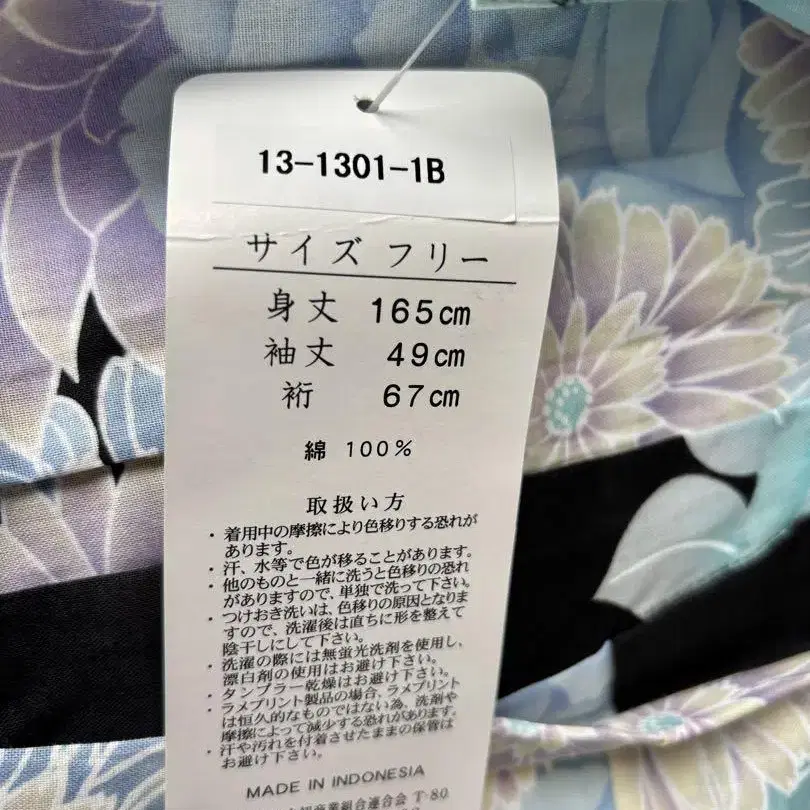 13-1301-1B
サイズ フリー
身丈 165cm
袖丈 49cm
裄 67cm
綿 100%
取扱い方
・着用中の摩擦により色移りする恐れが
あります。
・汗、水等で色が移ることがあります。
・他のものと一緒に洗うと色移りの恐れ
がありますので、単独で洗って下さい。
・つけおき洗いは、色移りの原因となりま
すので、洗濯後は直ちに形を整えて
陰干しにして下さい。
・洗濯の際には無蛍光洗剤を使用し、
漂白剤の使用はお避け下さい。
・タンブラー乾燥はお避け下さい。
・ラメプリント製品の場合、ラメプリント
は恒久的なものではない為、洗剤や
摩擦によって減少する恐れがあります。
・汗や汚れを付着させたままの保管は
お避け下さい。
MADE IN INDONESIA
商業組合連合会 〒80